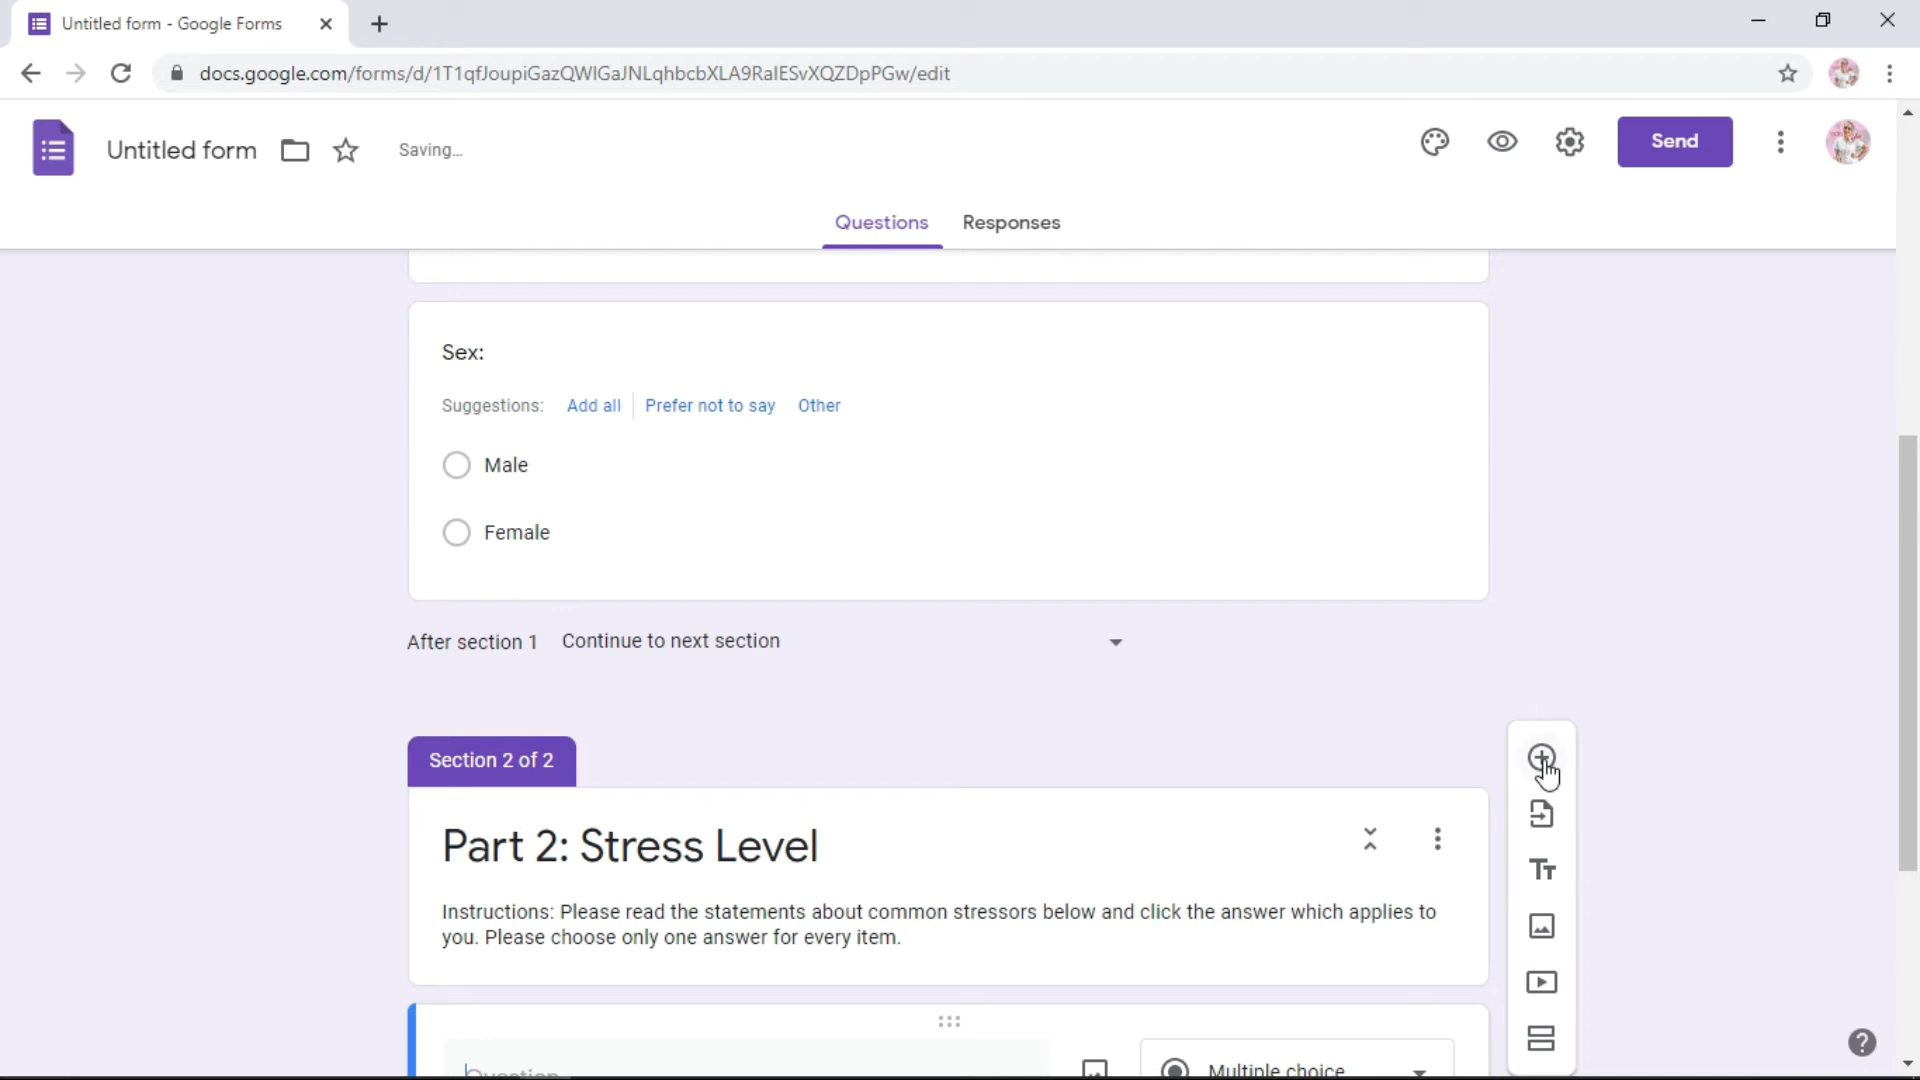 Untitled form - Google Forms
docs.google.com/forms/d/1T1qfJoupiGazQWIGaJNLqhbcbXLA9RaIESvXQZDpPGw/edit
Untitled form
Saving...
Send
Questions Responses
Sex:
Suggestions: Add all Prefer not to say Other
Male
Female
After section 1 Continue to next section
Section 2 of 2
Part 2: Stress Level
Instructions: Please read the statements about common stressors below and click the answer which applies to
you. Please choose only one answer for every item.
Question
Multiple choice